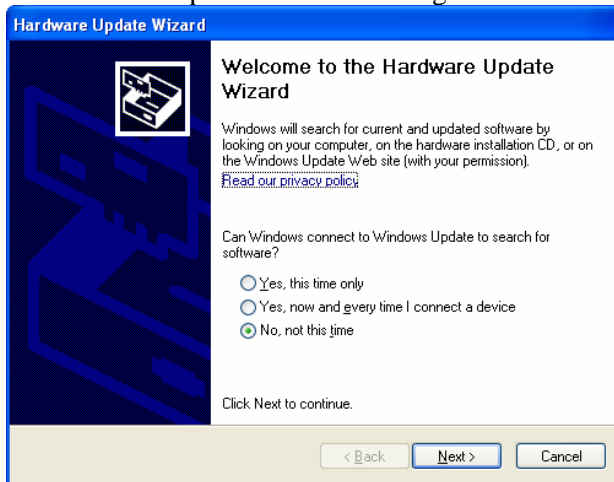 Hardware Update Wizard
Welcome to the Hardware Update
Wizard
Windows will search for current and updated software by
looking on your computer, on the hardware installation CD, or on
the Windows Update Web site (with your permission).
Read our privacy policy
Can Windows connect to Windows Update to search for
software?
Yes, this time only
Yes, now and every time I connect a device
No, not this time
Click Next to continue.
< Back
Next >
Cancel